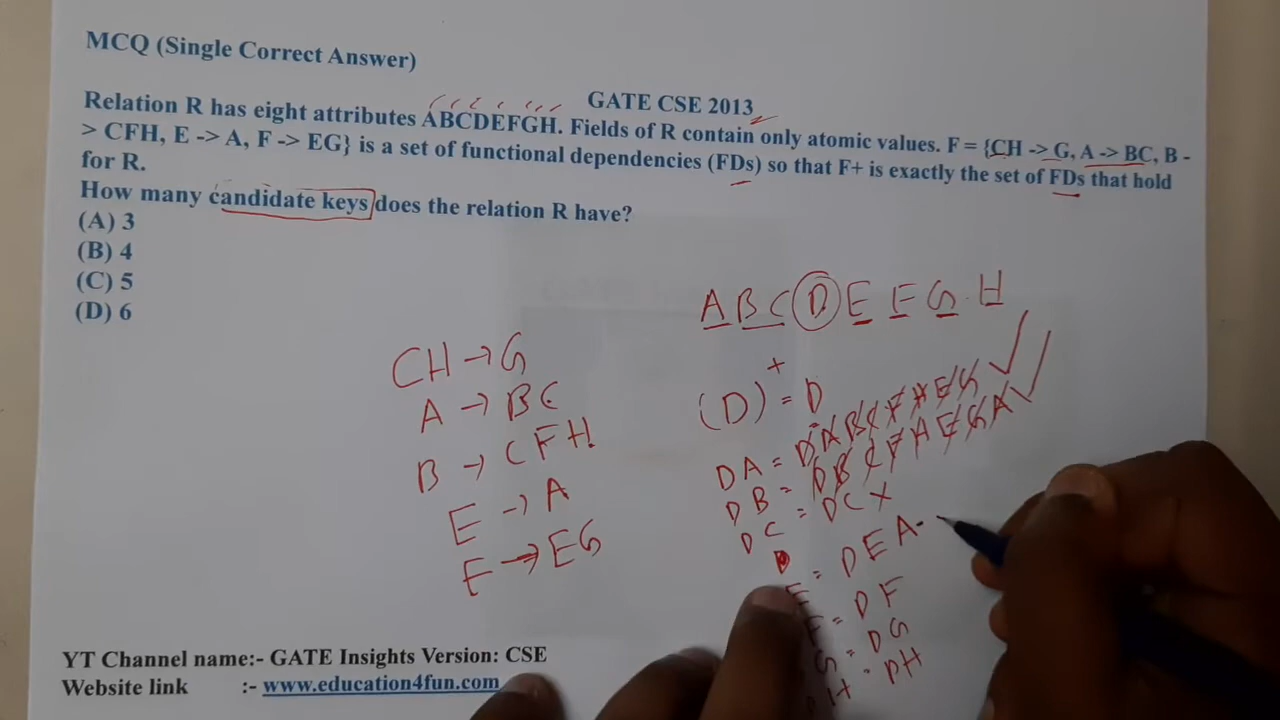 MCQ (Single Correct Answer)
GATE CSE 2013
Relation R has eight attributes ABCDEFGH. Fields of R contain only atomic values. F = {CH -> G, A -> BC, B -
> CFH, E -> A, F -> EG} is a set of functional dependencies (FDs) so that F+ is exactly the set of FDs that hold
for R.
How many candidate keys does the relation R have?
(A) 3
(B) 4
(C) 5
(D) 6
A B C D E F G H
CH → G
A → BC
B → CFH
E → A
F → EG
(D)+ = D
DA = DABCFHEG
DB = DBCFHEGA
DC = DC X
= DEA
= DF
= DG
= DH
YT Channel name:- GATE Insights Version: CSE
Website link :- www.education4fun.com